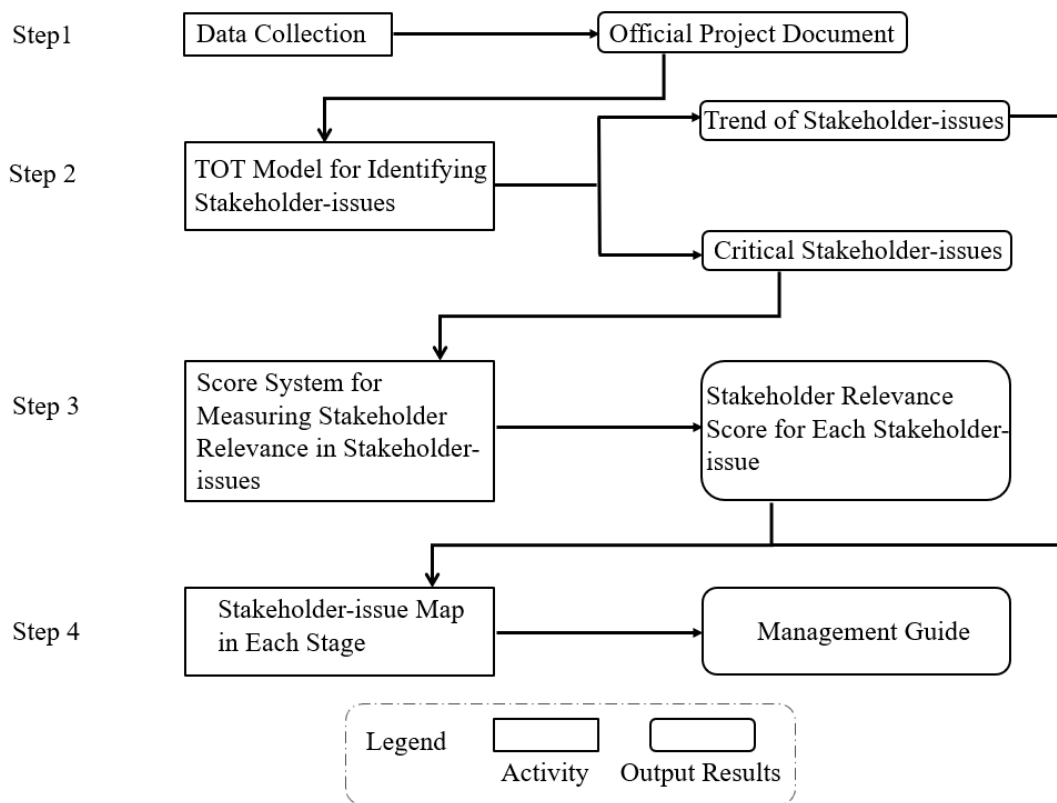 Step1
Data Collection
Official Project Document
Trend of Stakeholder-issues
Step 2
TOT Model for Identifying
Stakeholder-issues
Critical Stakeholder-issues
Step 3
Score System for
Measuring Stakeholder
Relevance in Stakeholder-
issues
Stakeholder Relevance
Score for Each Stakeholder-
issue
Step 4
Stakeholder-issue Map
in Each Stage
Management Guide
Legend
Activity
Output Results